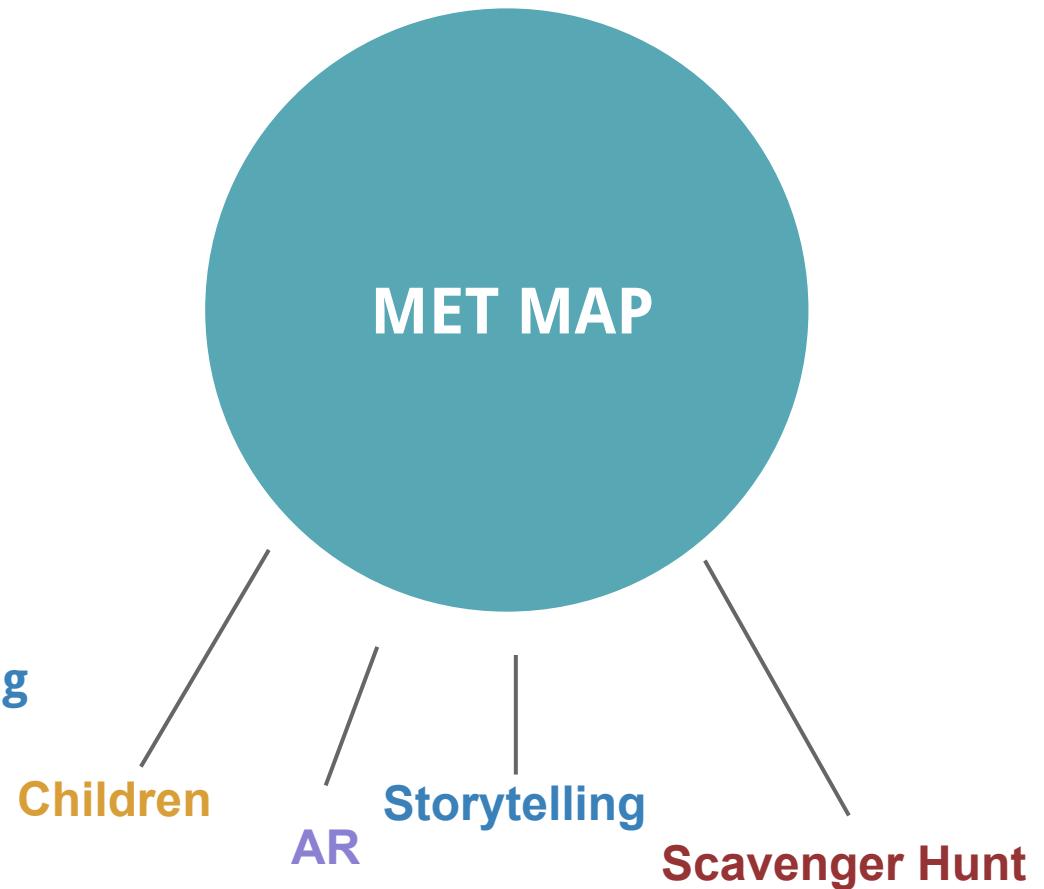 MET MAP
g
Children
Storytelling
AR
Scavenger Hunt